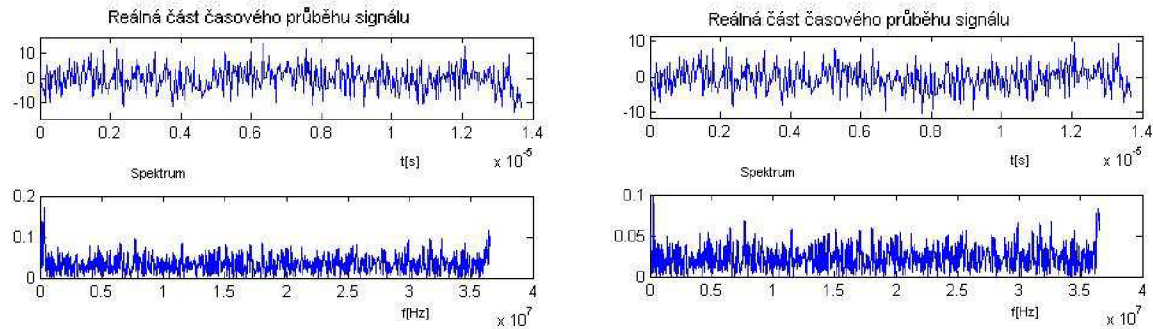 Reálná část časového průběhu signálu
10
0
-10
0 0.2 0.4 0.6 0.8 1 1.2 1.4
t[s]
x 10-5
Spektrum
0.2
0.1
0
0 0.5 1 1.5 2 2.5 3 3.5 4
f[Hz]
x 107
Reálná část časového průběhu signálu
10
0
-10
0 0.2 0.4 0.6 0.8 1 1.2 1.4
t[s]
x 10-5
Spektrum
0.1
0.05
0
0 0.5 1 1.5 2 2.5 3 3.5 4
f[Hz]
x 107